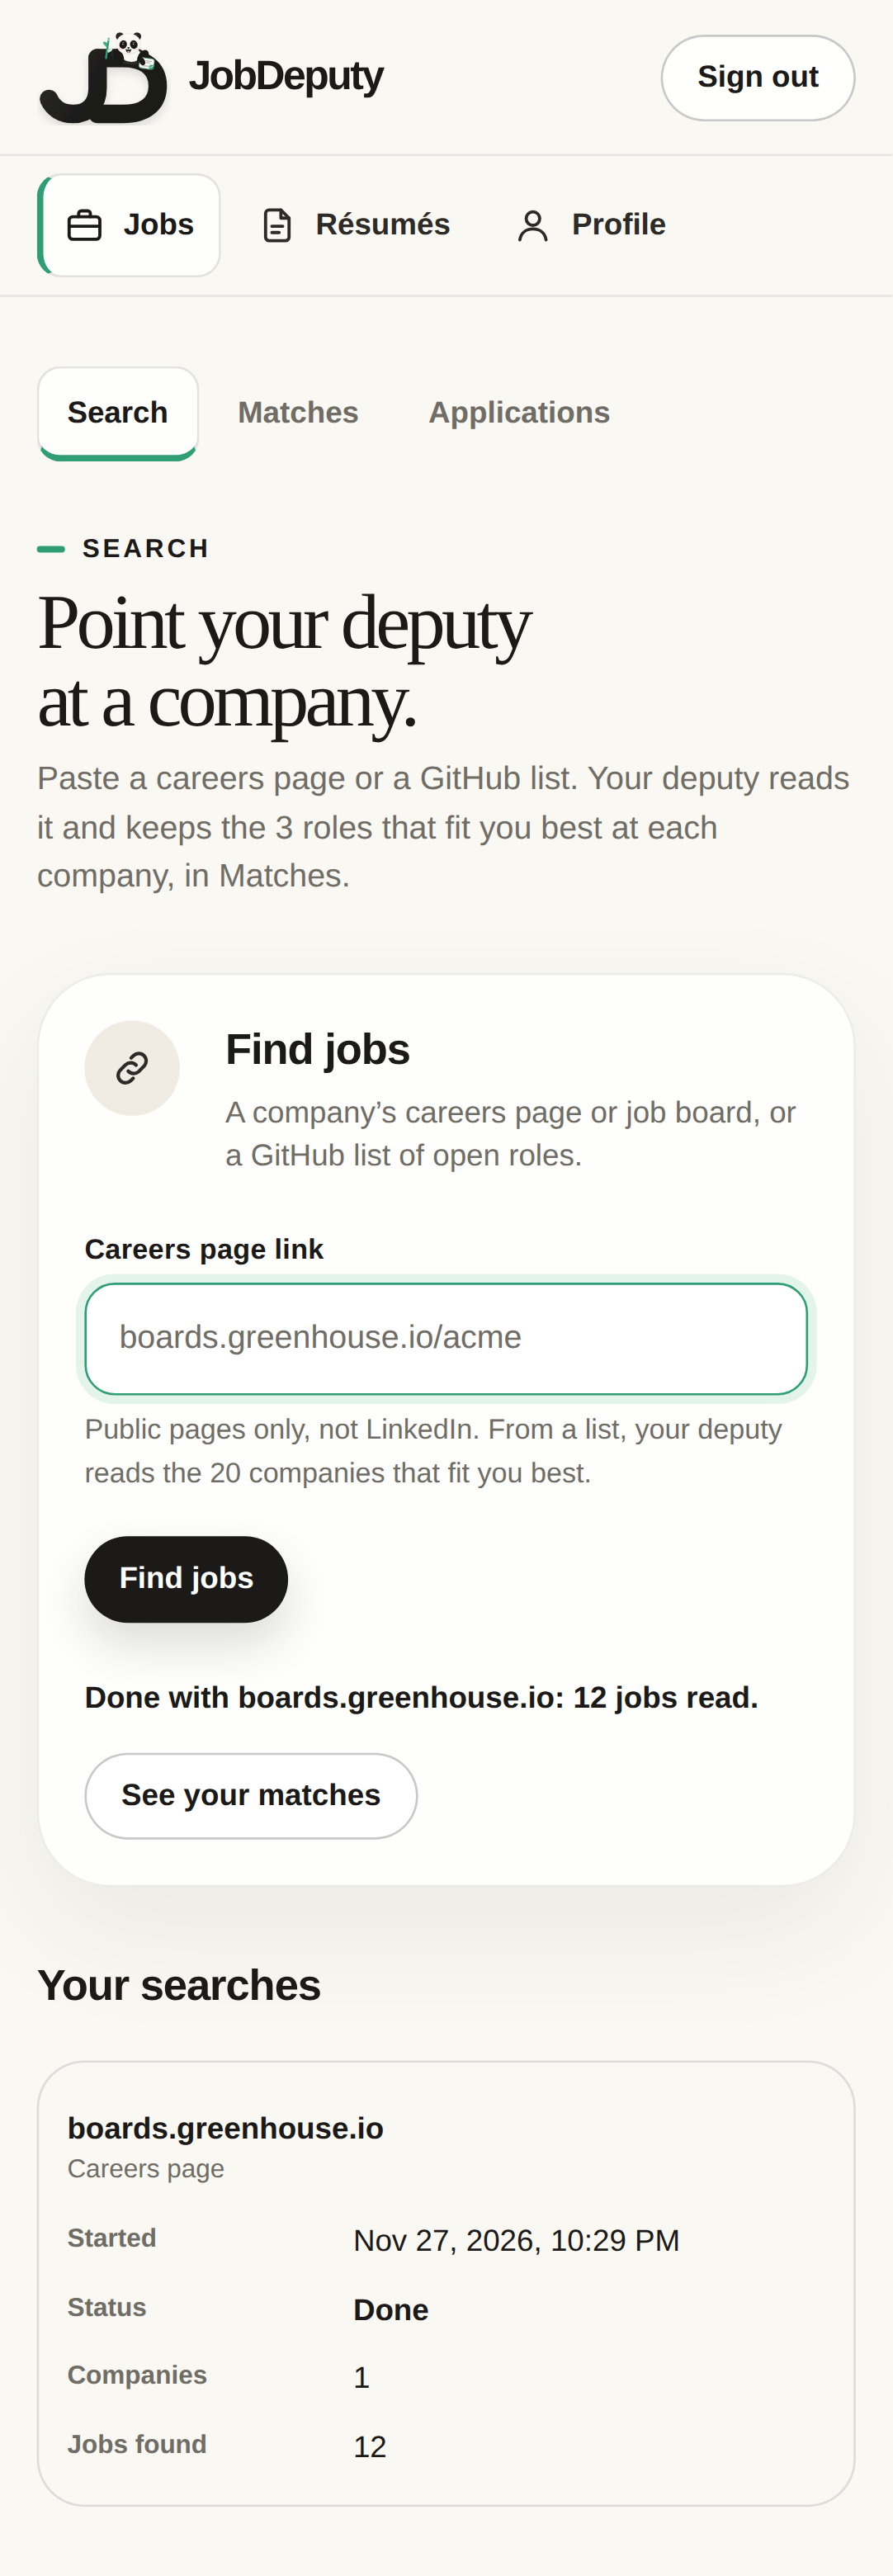 JobDeputy
Sign out
Jobs
Résumés
Profile
Search
Matches
Applications
SEARCH
Point your deputy
at a company.
Paste a careers page or a GitHub list. Your deputy reads
it and keeps the 3 roles that fit you best at each
company, in Matches.
Find jobs
A company’s careers page or job board, or
a GitHub list of open roles.
Careers page link
boards.greenhouse.io/acme
Public pages only, not LinkedIn. From a list, your deputy
reads the 20 companies that fit you best.
Find jobs
Done with boards.greenhouse.io: 12 jobs read.
See your matches
Your searches
boards.greenhouse.io
Careers page
Started Nov 27, 2026, 10:29 PM
Status Done
Companies 1
Jobs found 12